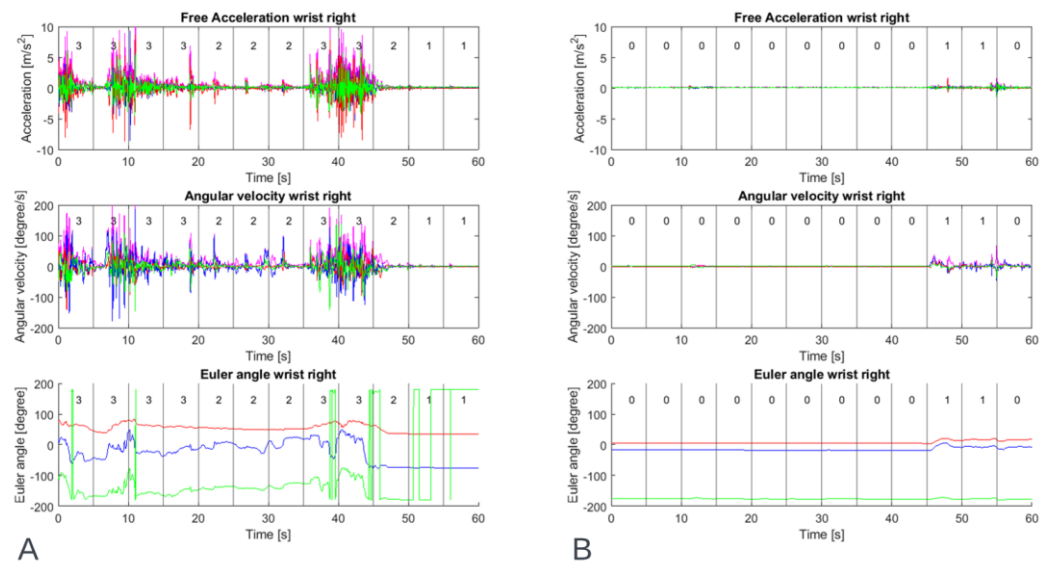 Free Acceleration wrist right
Acceleration [m/s²]
10
5
0
-5
-10
3 3 3 3 2 2 2 3 3 2 1 1
0 10 20 30 40 50 60
Time [s]
Angular velocity wrist right
Angular velocity [degree/s]
200
100
0
-100
-200
3 3 3 3 2 2 2 3 3 2 1 1
0 10 20 30 40 50 60
Time [s]
Euler angle wrist right
Euler angle [degree]
200
100
0
-100
-200
3 3 3 3 2 2 2 3 3 2 1 1
0 10 20 30 40 50 60
Time [s]
A
Free Acceleration wrist right
Acceleration [m/s²]
10
5
0
-5
-10
0 0 0 0 0 0 0 0 0 1 1 0
0 10 20 30 40 50 60
Time [s]
Angular velocity wrist right
Angular velocity [degree/s]
200
100
0
-100
-200
0 0 0 0 0 0 0 0 0 1 1 0
0 10 20 30 40 50 60
Time [s]
Euler angle wrist right
Euler angle [degree]
200
100
0
-100
-200
0 0 0 0 0 0 0 0 0 1 1 0
0 10 20 30 40 50 60
Time [s]
B